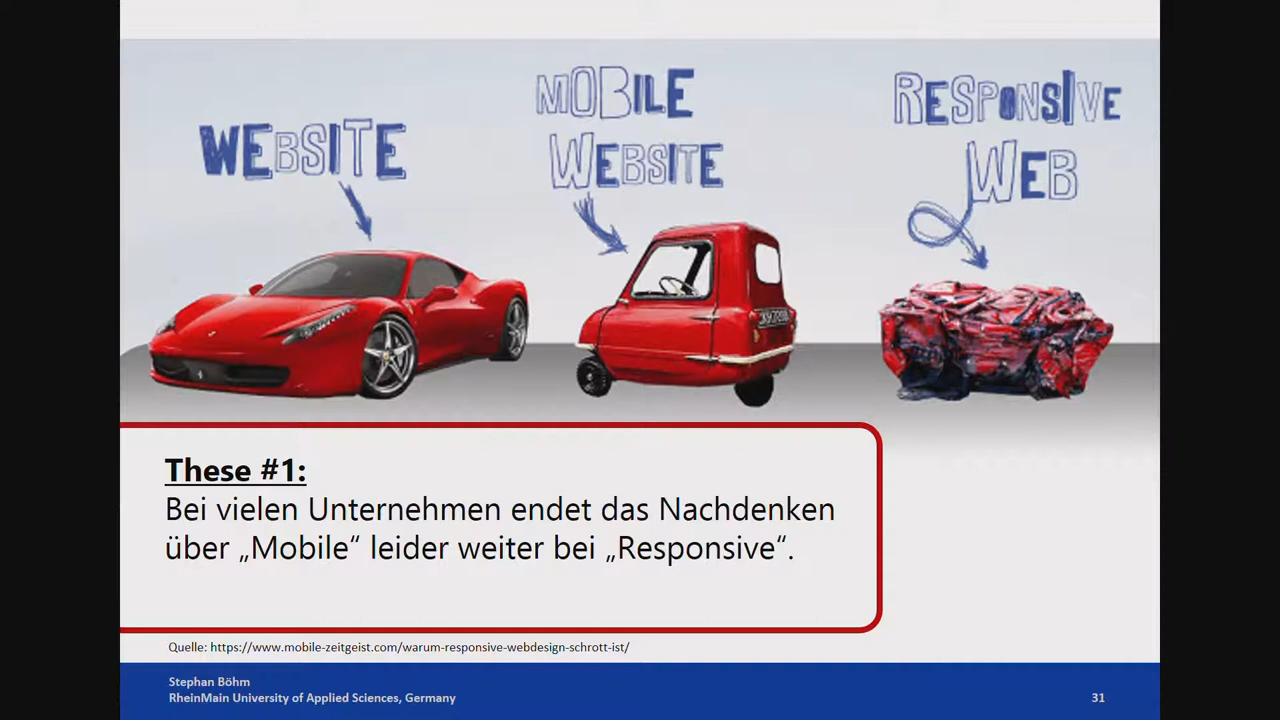 WEBSITE
MOBILE
WEBSITE
RESPONSIVE
WEB
These #1:
Bei vielen Unternehmen endet das Nachdenken
über „Mobile“ leider weiter bei „Responsive“.
Quelle: https://www.mobile-zeitgeist.com/warum-responsive-webdesign-schrott-ist/
Stephan Böhm
RheinMain University of Applied Sciences, Germany
31